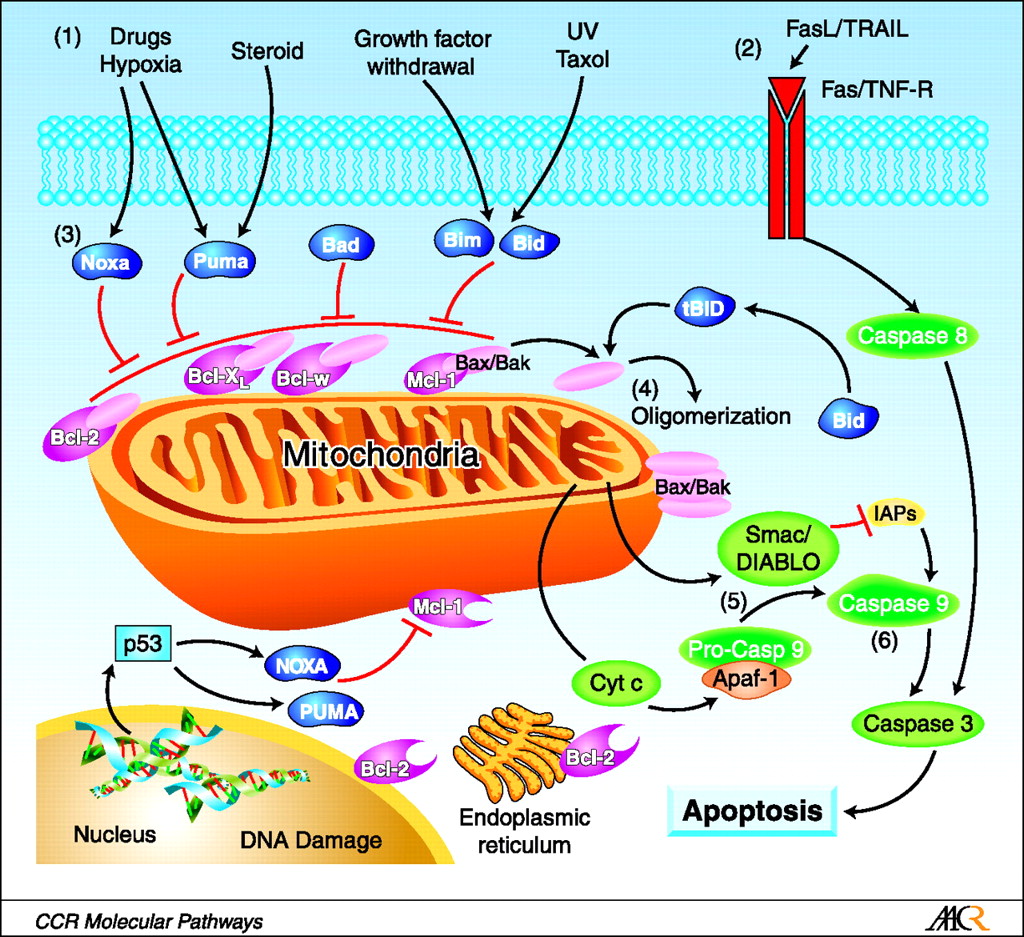 (1)
Drugs
Hypoxia
Steroid
Growth factor
withdrawal
UV
Taxol
(2)
FasL/TRAIL
Fas/TNF-R
(3)
Noxa
Puma
Bad
Bim
Bid
tBID
Caspase 8
Bcl-XL
Bcl-w
Mcl-1
Bax/Bak
(4)
Oligomerization
Bid
Bcl-2
Mitochondria
Bax/Bak
Smac/
DIABLO
IAPs
Mcl-1
(5)
Caspase 9
(6)
p53
NOXA
PUMA
Pro-Casp 9
Apaf-1
Cyt c
Caspase 3
Bcl-2
Bcl-2
Nucleus
DNA Damage
Endoplasmic
reticulum
Apoptosis
CCR Molecular Pathways
AACR